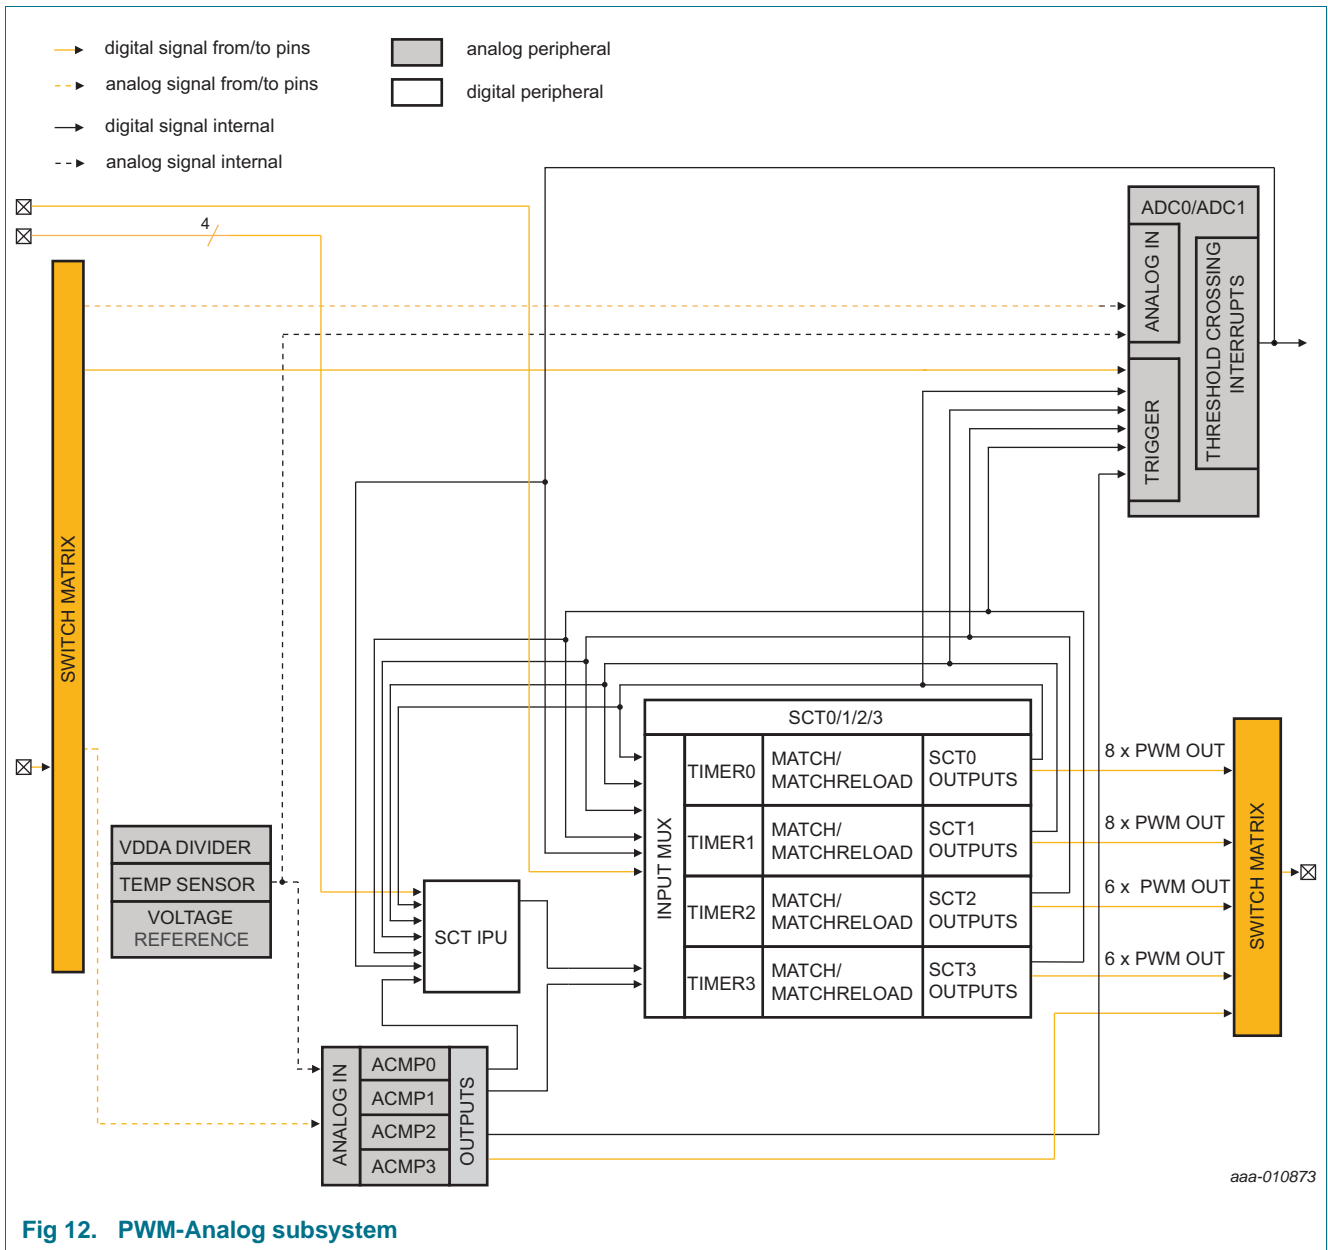 digital signal from/to pins
analog signal from/to pins
digital signal internal
analog signal internal
analog peripheral
digital peripheral
4
ADC0/ADC1
ANALOG IN
TRIGGER
THRESHOLD CROSSING
INTERRUPTS
SWITCH MATRIX
VDDA DIVIDER
TEMP SENSOR
VOLTAGE
REFERENCE
SCT IPU
SCT0/1/2/3
INPUT MUX
TIMER0
MATCH/
MATCHRELOAD
SCT0
OUTPUTS
TIMER1
MATCH/
MATCHRELOAD
SCT1
OUTPUTS
TIMER2
MATCH/
MATCHRELOAD
SCT2
OUTPUTS
TIMER3
MATCH/
MATCHRELOAD
SCT3
OUTPUTS
8 x PWM OUT
8 x PWM OUT
6 x PWM OUT
6 x PWM OUT
SWITCH MATRIX
ANALOG IN
ACMP0
ACMP1
ACMP2
ACMP3
OUTPUTS
aaa-010873
Fig 12. PWM-Analog subsystem